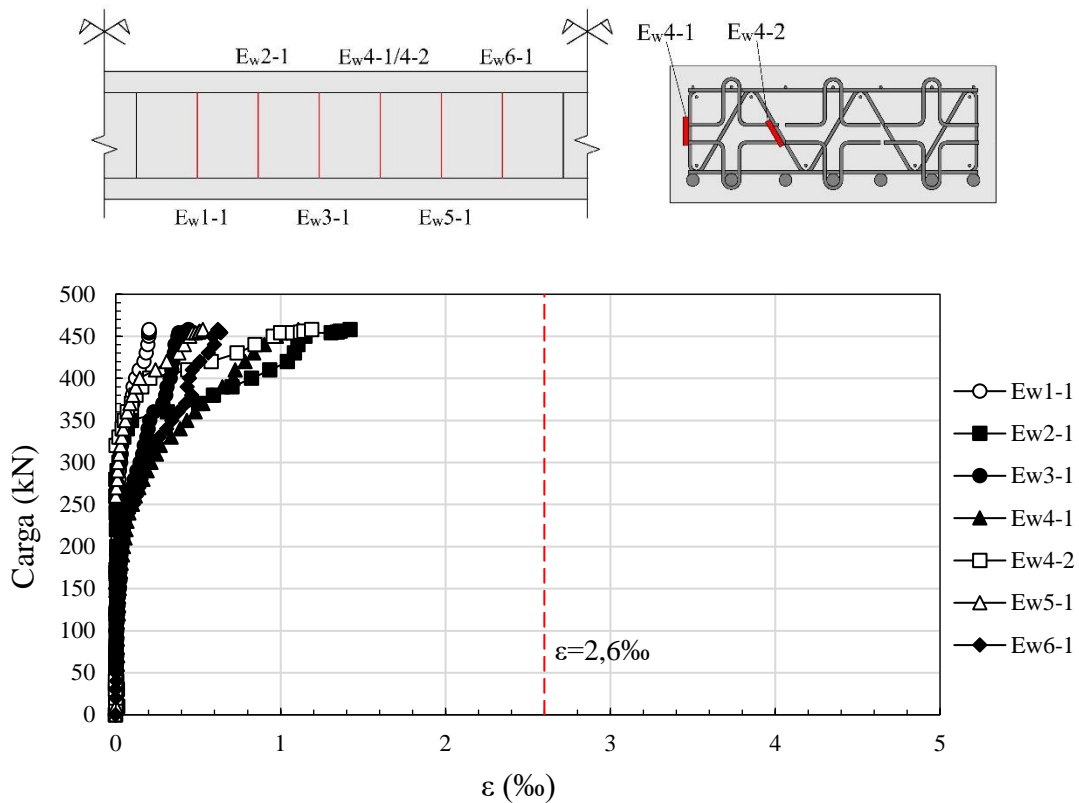 Ew4-1 Ew4-2
Ew2-1 Ew4-1/4-2 Ew6-1
Ew1-1 Ew3-1 Ew5-1
500
450
400
350
300
250
200
150
100
50
0
Carga (kN)
ε=2,6‰
0 1 2 3 4 5
ε (‰)
Ew1-1
Ew2-1
Ew3-1
Ew4-1
Ew4-2
Ew5-1
Ew6-1